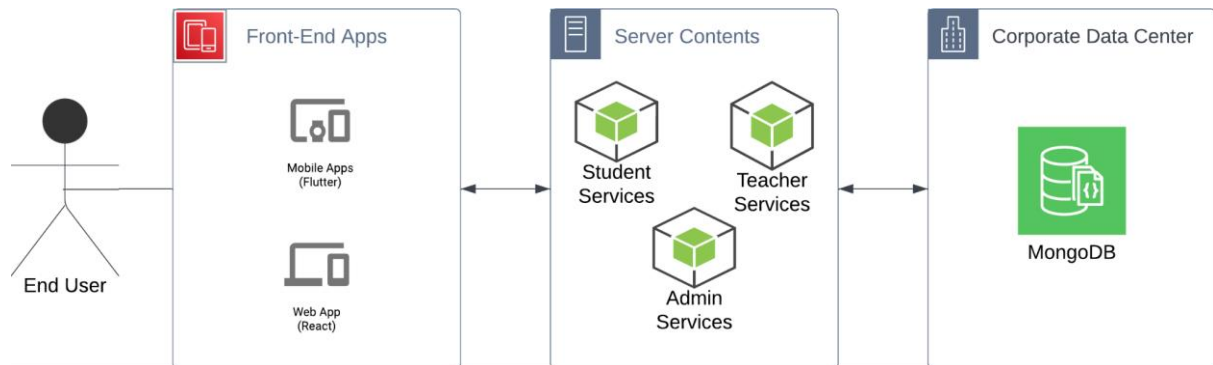 Front-End Apps
Server Contents
Corporate Data Center
Mobile Apps
(Flutter)
Student
Services
Teacher
Services
MongoDB
End User
Web App
(React)
Admin
Services